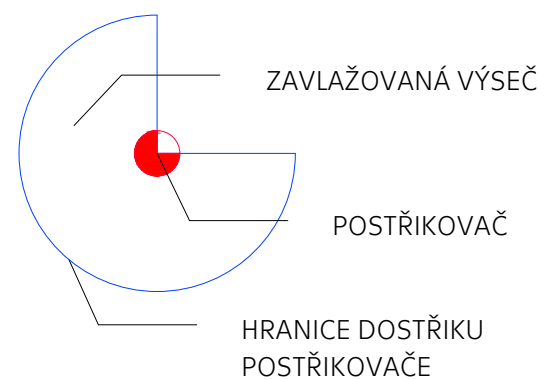 ZAVLAŽOVANÁ VÝSEČ
POSTŘIKOVAČ
HRANICE DOSTŘIKU
POSTŘIKOVAČE